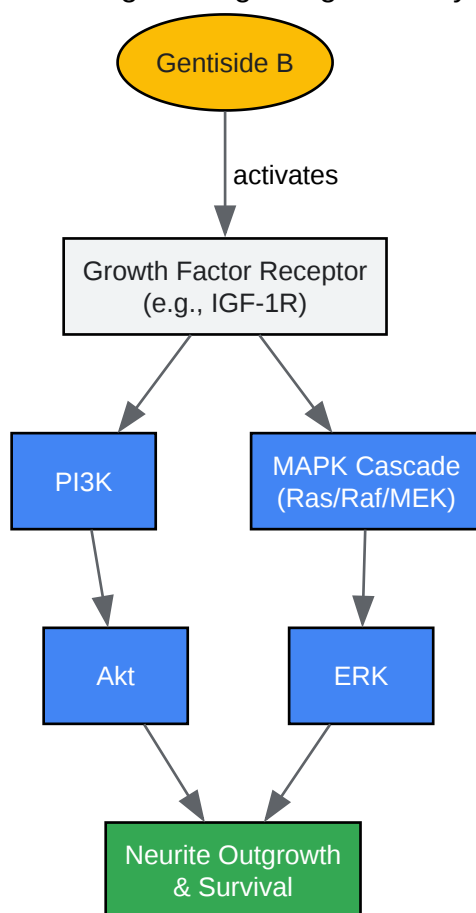 Gentiside B
activates
Growth Factor Receptor
(e.g., IGF-1R)
PI3K
MAPK Cascade
(Ras/Raf/MEK)
Akt
ERK
Neurite Outgrowth
& Survival